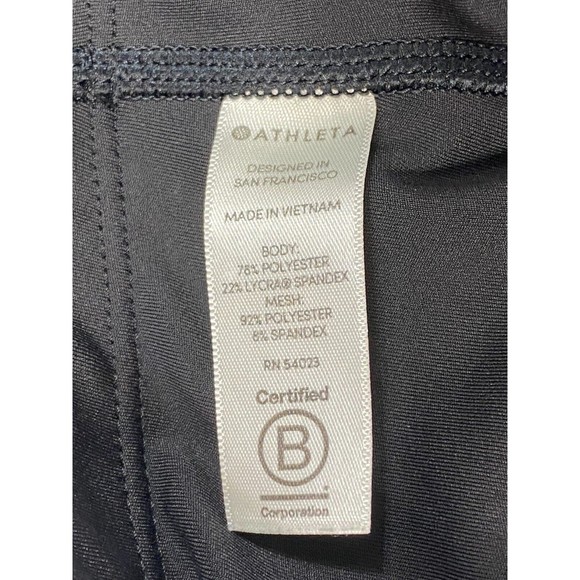 ATHLETA
DESIGNED IN
SAN FRANCISCO
MADE IN VIETNAM
BODY:
78% POLYESTER
22% LYCRA® SPANDEX
MESH:
92% POLYESTER
8% SPANDEX
RN 54023
Certified
B
Corporation